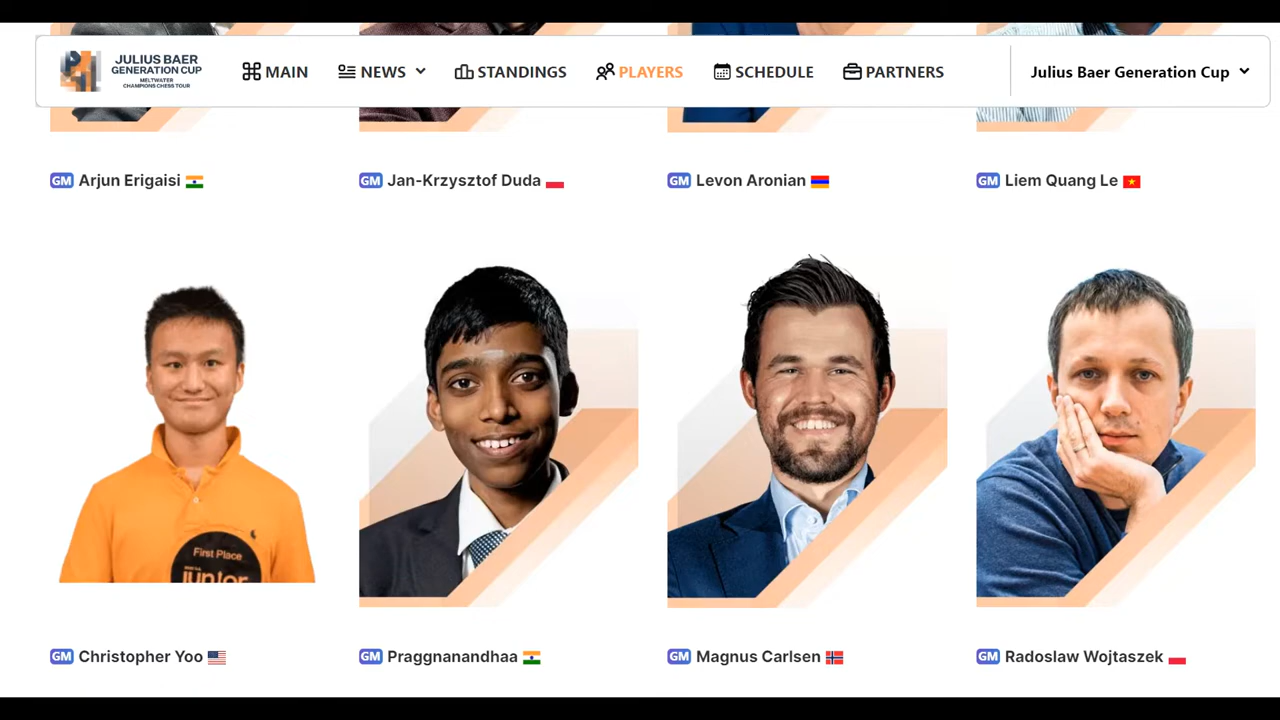 JULIUS BAER
GENERATION CUP
MELTWATER
CHAMPIONS CHESS TOUR
MAIN
NEWS
STANDINGS
PLAYERS
SCHEDULE
PARTNERS
Julius Baer Generation Cup
GM Arjun Erigaisi
GM Jan-Krzysztof Duda
GM Levon Aronian
GM Liem Quang Le
First Place
junior
GM Christopher Yoo
GM Praggnanandhaa
GM Magnus Carlsen
GM Radoslaw Wojtaszek